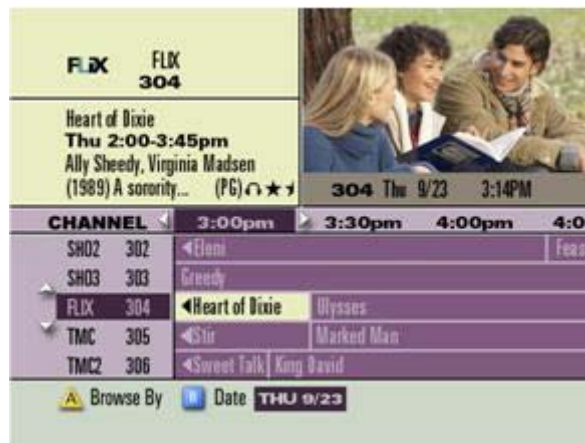 FLiX FLIX
304
Heart of Dixie
Thu 2:00-3:45pm
Ally Sheedy, Virginia Madsen
(1989) A sorority... (PG)
304 Thu 9/23 3:14PM
CHANNEL 3:00pm 3:30pm 4:00pm 4:0
SHO2 302 Eleni Feas
SHO3 303 Greedy
FLIX 304 Heart of Dixie Ulysses
TMC 305 Stir Marked Man
TMC2 306 Sweet Talk King David
A Browse By B Date THU 9/23